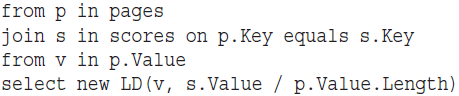 from p in pages
join s in scores on p.Key equals s.Key
from v in p.Value
select new LD(v, s.Value / p.Value.Length)